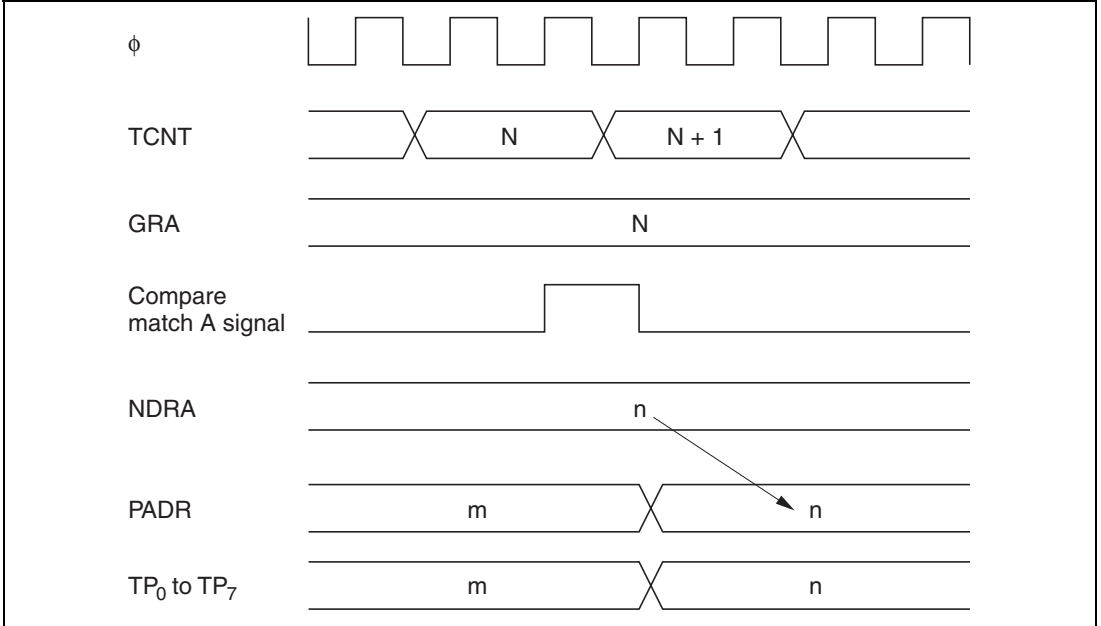 ϕ
TCNT
N
N + 1
GRA
N
Compare
match A signal
NDRA
n
PADR
m
n
TP0 to TP7
m
n